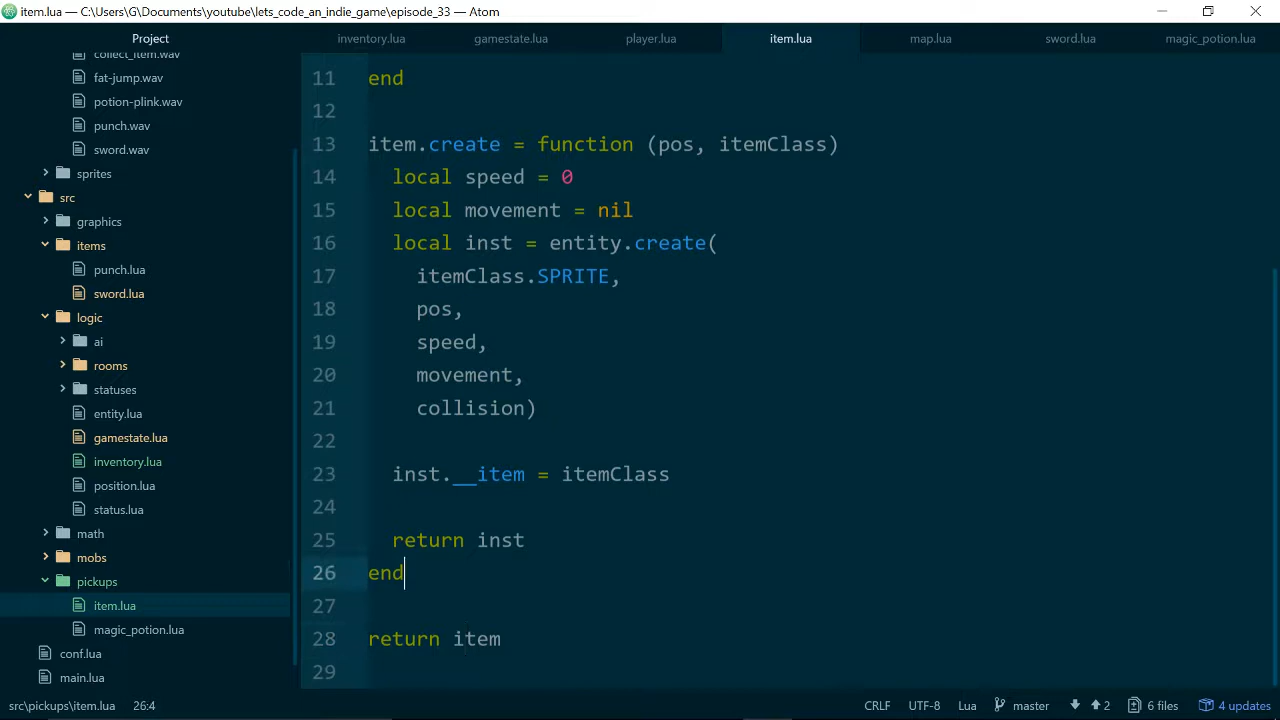 item.lua — C:\Users\G\Documents\youtube\lets_code_an_indie_game\episode_33 — Atom
Project
inventory.lua
gamestate.lua
player.lua
item.lua
map.lua
sword.lua
magic_potion.lua
collect_item.wav
fat-jump.wav
potion-plink.wav
punch.wav
sword.wav
sprites
src
graphics
items
punch.lua
sword.lua
logic
ai
rooms
statuses
entity.lua
gamestate.lua
inventory.lua
position.lua
status.lua
math
mobs
pickups
item.lua
magic_potion.lua
conf.lua
main.lua
11 end
12
13 item.create = function (pos, itemClass)
14 local speed = 0
15 local movement = nil
16 local inst = entity.create(
17 itemClass.SPRITE,
18 pos,
19 speed,
20 movement,
21 collision)
22
23 inst.__item = itemClass
24
25 return inst
26 end
27
28 return item
29
src\pickups\item.lua 26:4 CRLF UTF-8 Lua master 2 6 files 4 updates